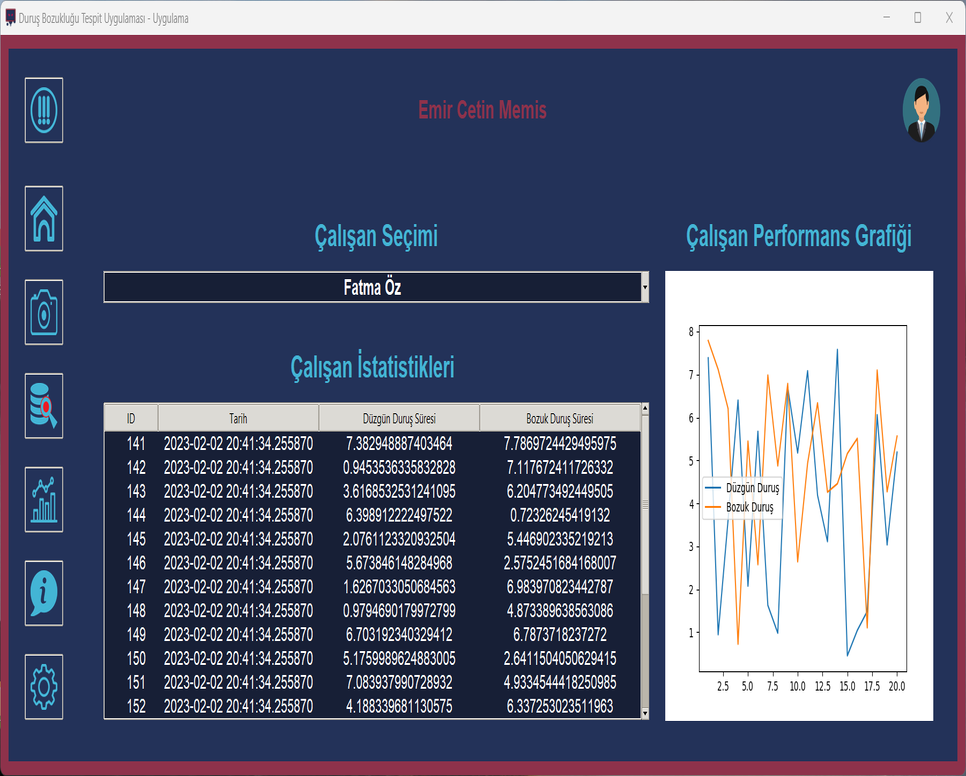 Duruş Bozukluğu Tespit Uygulaması - Uygulama
Emir Cetin Memis
Çalışan Seçimi
Fatma Öz
Çalışan İstatistikleri
ID Tarih Düzgün Duruş Süresi Bozuk Duruş Süresi
141 2023-02-02 20:41:34.255870 7.382948887403464 7.7869724429495975
142 2023-02-02 20:41:34.255870 0.9453536335832828 7.117672411726332
143 2023-02-02 20:41:34.255870 3.6168532531241095 6.204773492449505
144 2023-02-02 20:41:34.255870 6.398912222497522 0.72326245419132
145 2023-02-02 20:41:34.255870 2.0761123320932504 5.446902335219213
146 2023-02-02 20:41:34.255870 5.673846148284968 2.5752451684168007
147 2023-02-02 20:41:34.255870 1.6267033050684563 6.983970823442787
148 2023-02-02 20:41:34.255870 0.9794690179972799 4.873389638563086
149 2023-02-02 20:41:34.255870 6.703192340329412 6.7873718237272
150 2023-02-02 20:41:34.255870 5.1759989624883005 2.6411504050629415
151 2023-02-02 20:41:34.255870 7.083937990728932 4.9334544418250985
152 2023-02-02 20:41:34.255870 4.188339681130575 6.337253023511963
Çalışan Performans Grafiği
8
7
6
5
4
3
2
1
Düzgün Duruş
Bozuk Duruş
2.5 5.0 7.5 10.0 12.5 15.0 17.5 20.0